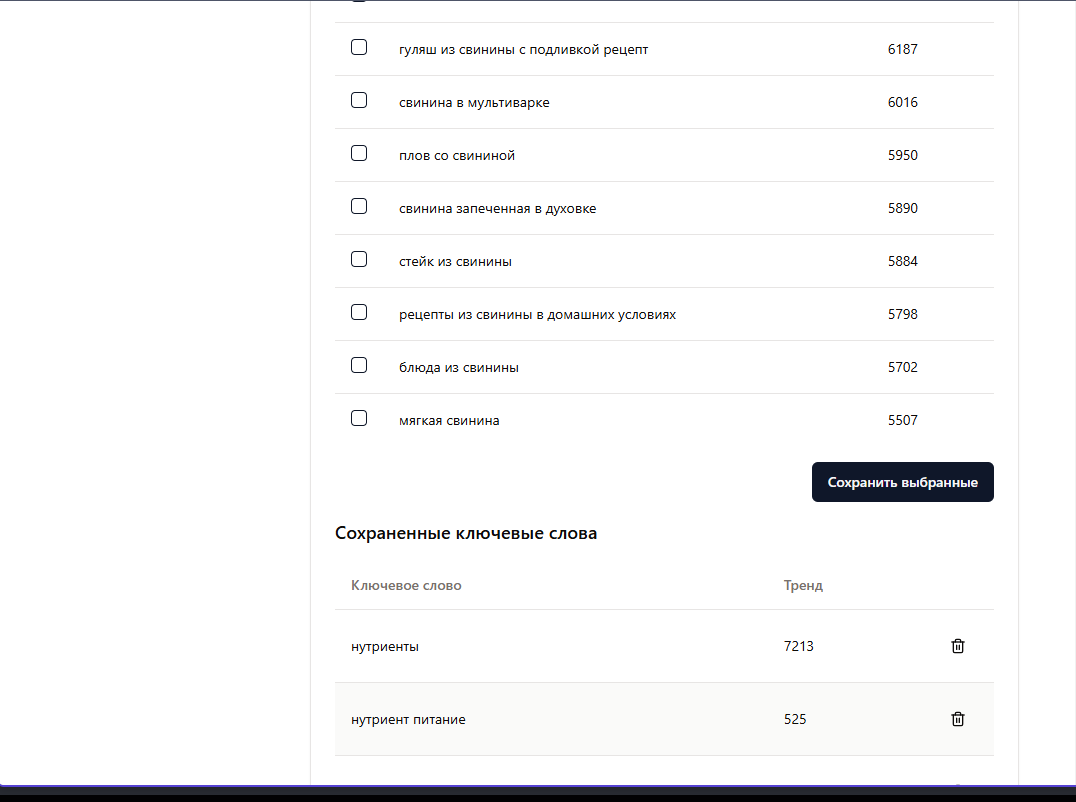 гуляш из свинины с подливкой рецепт 6187
свинина в мультиварке 6016
плов со свининой 5950
свинина запеченная в духовке 5890
стейк из свинины 5884
рецепты из свинины в домашних условиях 5798
блюда из свинины 5702
мягкая свинина 5507
Сохранить выбранные
Сохраненные ключевые слова
Ключевое слово Тренд
нутриенты 7213
нутриент питание 525